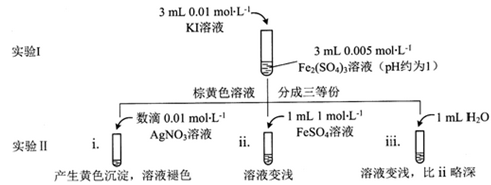 3 mL 0.01 mol·L⁻¹
KI溶液
实验I
3 mL 0.005 mol·L⁻¹
Fe₂(SO₄)₃溶液（pH约为1）
棕黄色溶液 分成三等份
数滴 0.01 mol·L⁻¹
AgNO₃溶液
1 mL 1 mol·L⁻¹
FeSO₄溶液
1 mL H₂O
实验Ⅱ i. ii. iii.
产生黄色沉淀，溶液褪色 溶液变浅 溶液变浅，比 ii 略深